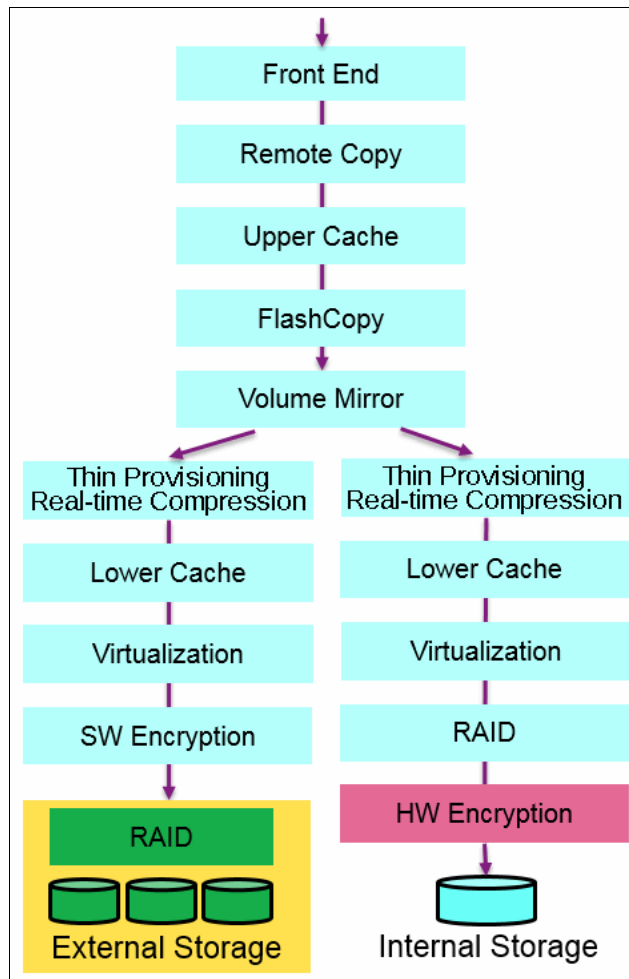 Front End
Remote Copy
Upper Cache
FlashCopy
Volume Mirror
Thin Provisioning
Real-time Compression
Lower Cache
Virtualization
SW Encryption
RAID
External Storage
Thin Provisioning
Real-time Compression
Lower Cache
Virtualization
RAID
HW Encryption
Internal Storage